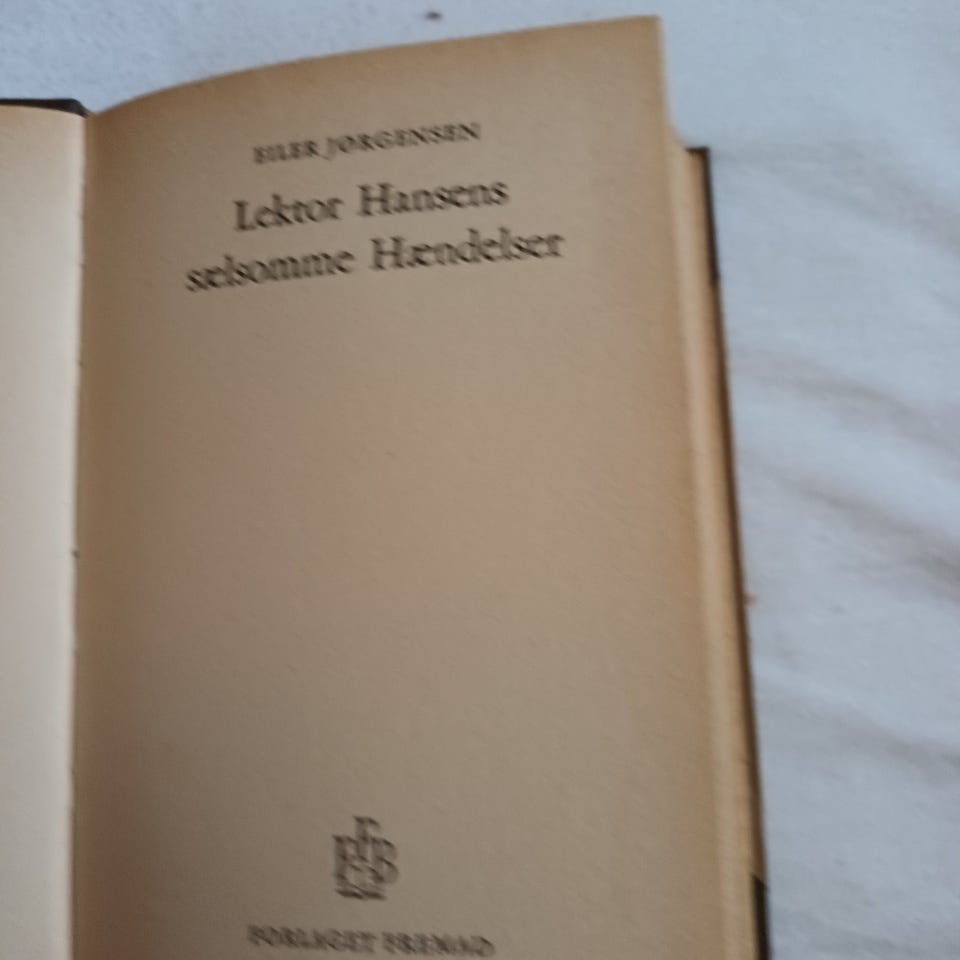 EILER JØRGENSEN
Lektor Hansens
sælsomme Hændelser
FORLAGET FREMAD